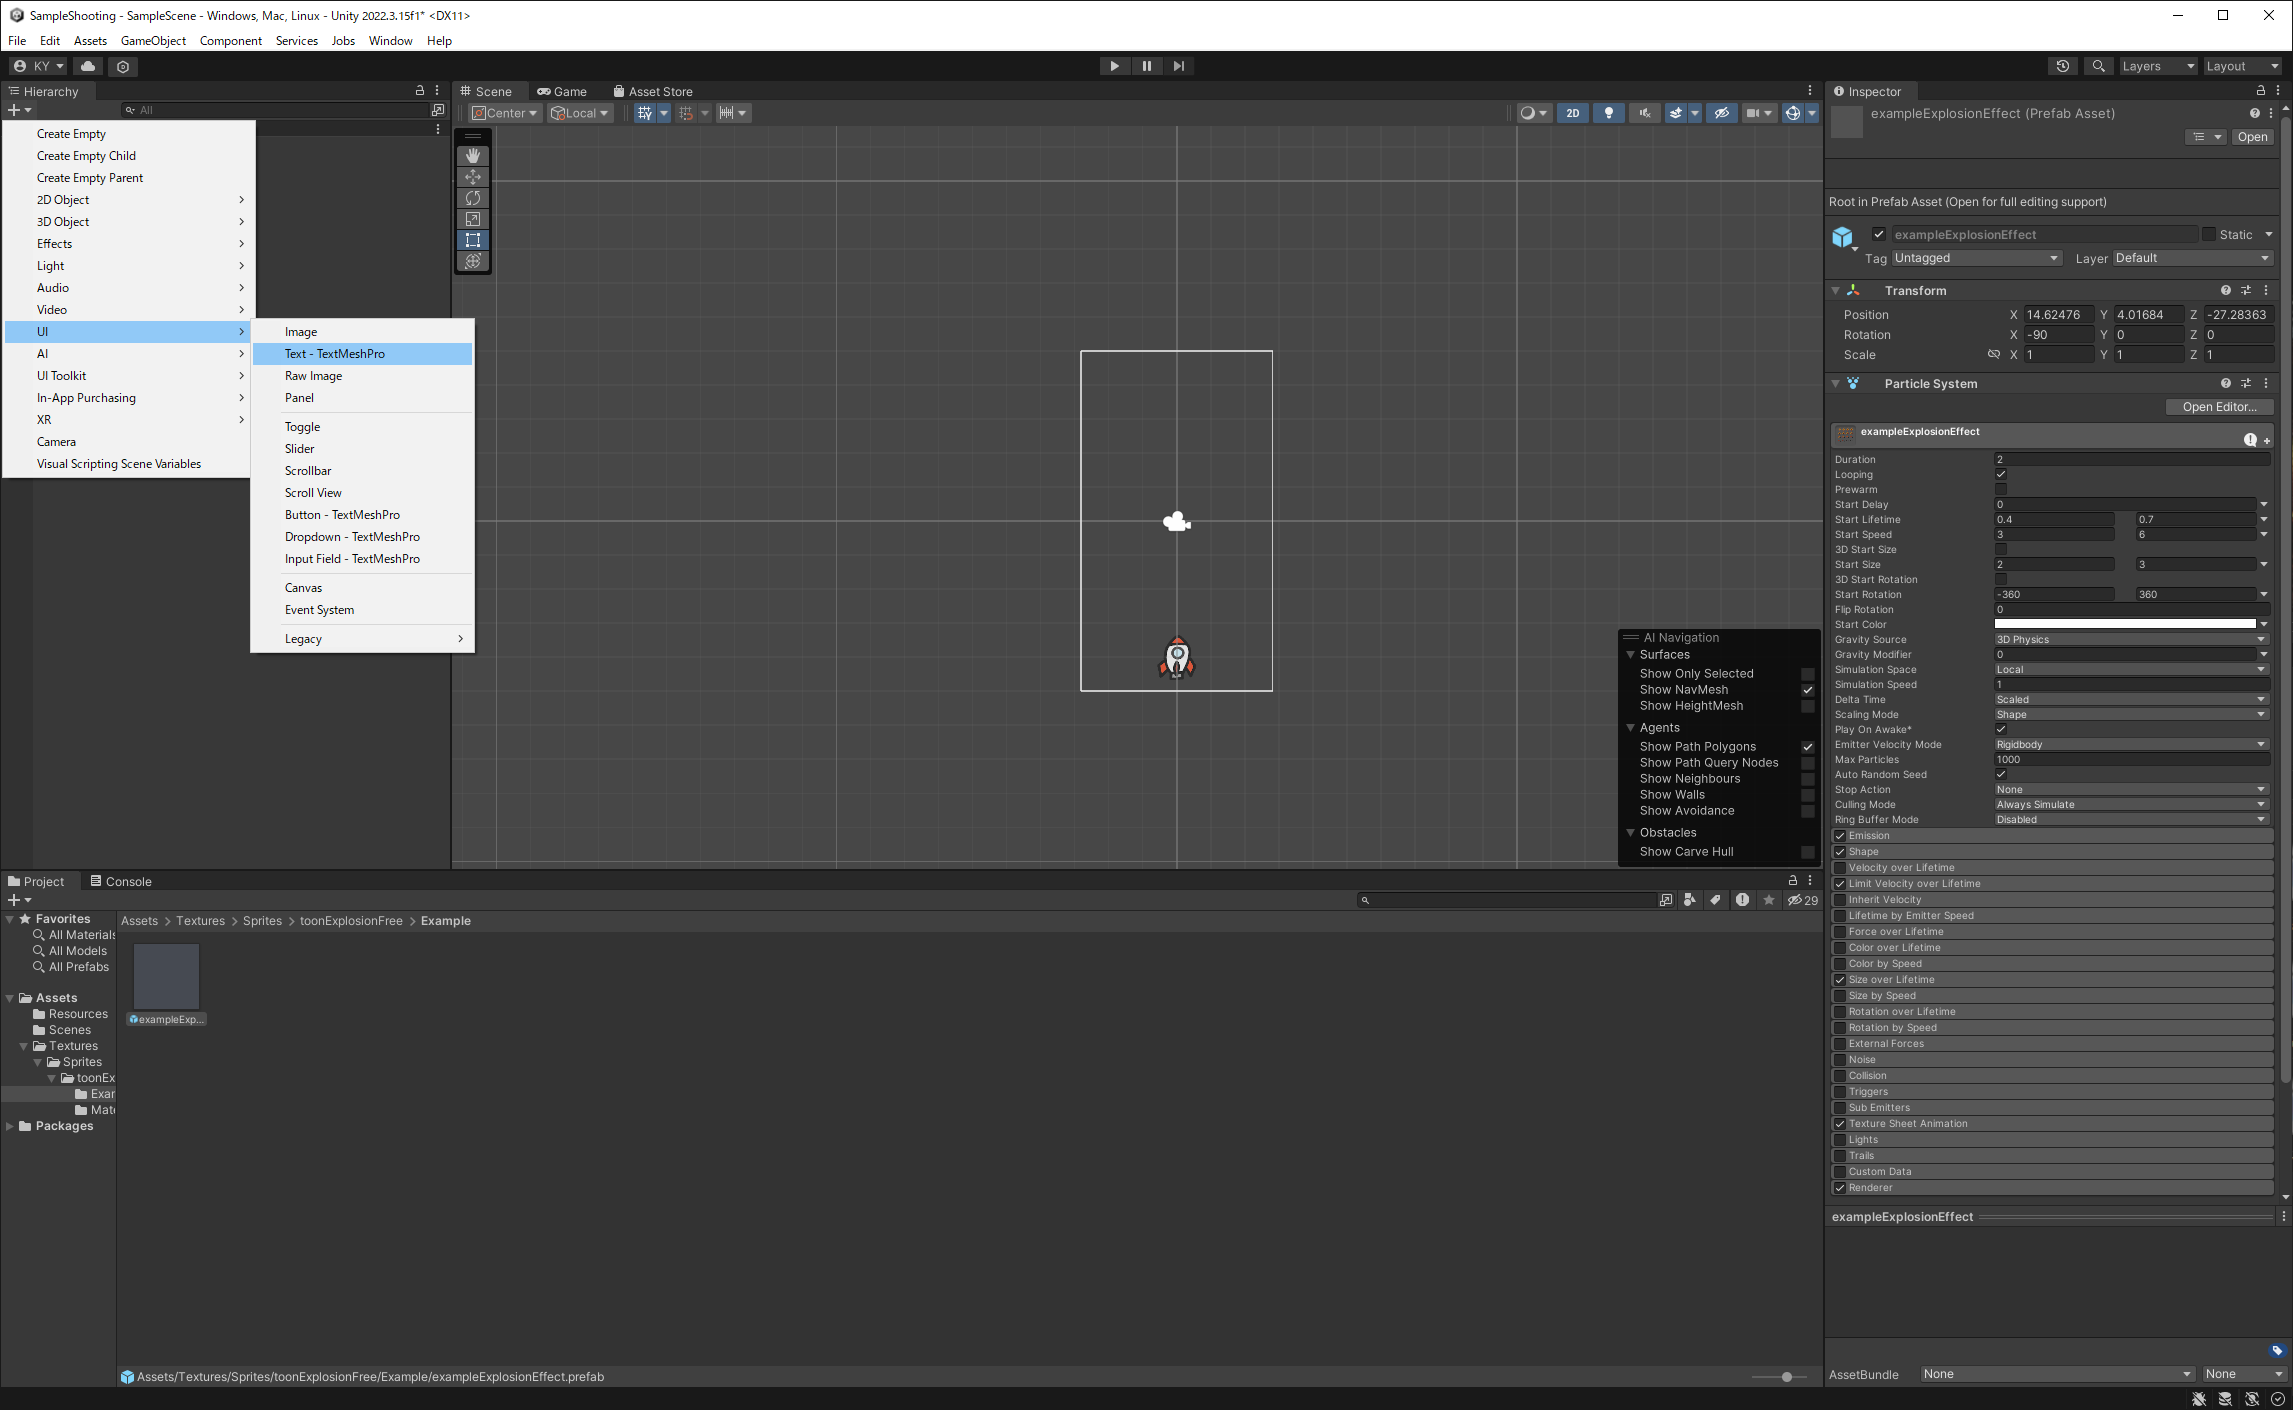 SampleShooting - SampleScene - Windows, Mac, Linux - Unity 2022.3.15f1* <DX11>
File Edit Assets GameObject Component Services Jobs Window Help
KY Layers Layout
Hierarchy
All
Create Empty
Create Empty Child
Create Empty Parent
2D Object
3D Object
Effects
Light
Audio
Video
UI
AI
UI Toolkit
In-App Purchasing
XR
Camera
Visual Scripting Scene Variables
Image
Text - TextMeshPro
Raw Image
Panel
Toggle
Slider
Scrollbar
Scroll View
Button - TextMeshPro
Dropdown - TextMeshPro
Input Field - TextMeshPro
Canvas
Event System
Legacy
Scene Game Asset Store
Center Local 2D
AI Navigation
Surfaces
Show Only Selected
Show NavMesh
Show HeightMesh
Agents
Show Path Polygons
Show Path Query Nodes
Show Neighbours
Show Walls
Show Avoidance
Obstacles
Show Carve Hull
Inspector
exampleExplosionEffect (Prefab Asset)
Open
Root in Prefab Asset (Open for full editing support)
exampleExplosionEffect Static
Tag Untagged Layer Default
Transform
Position X 14.62476 Y 4.01684 Z -27.28363
Rotation X -90 Y 0 Z 0
Scale X 1 Y 1 Z 1
Particle System
Open Editor...
exampleExplosionEffect
Duration 2
Looping
Prewarm
Start Delay 0
Start Lifetime 0.4 0.7
Start Speed 3 6
3D Start Size
Start Size 2 3
3D Start Rotation
Start Rotation -360 360
Flip Rotation 0
Start Color
Gravity Source 3D Physics
Gravity Modifier 0
Simulation Space Local
Simulation Speed 1
Delta Time Scaled
Scaling Mode Shape
Play On Awake*
Emitter Velocity Mode Rigidbody
Max Particles 1000
Auto Random Seed
Stop Action None
Culling Mode Always Simulate
Ring Buffer Mode Disabled
Emission
Shape
Velocity over Lifetime
Limit Velocity over Lifetime
Inherit Velocity
Lifetime by Emitter Speed
Force over Lifetime
Color over Lifetime
Color by Speed
Size over Lifetime
Size by Speed
Rotation over Lifetime
Rotation by Speed
External Forces
Noise
Collision
Triggers
Sub Emitters
Texture Sheet Animation
Lights
Trails
Custom Data
Renderer
exampleExplosionEffect
AssetBundle None None
Project Console
29
Favorites
All Materials
All Models
All Prefabs
Assets
Resources
Scenes
Textures
Sprites
toonEx
Exar
Mate
Packages
Assets > Textures > Sprites > toonExplosionFree > Example
exampleExp...
Assets/Textures/Sprites/toonExplosionFree/Example/exampleExplosionEffect.prefab